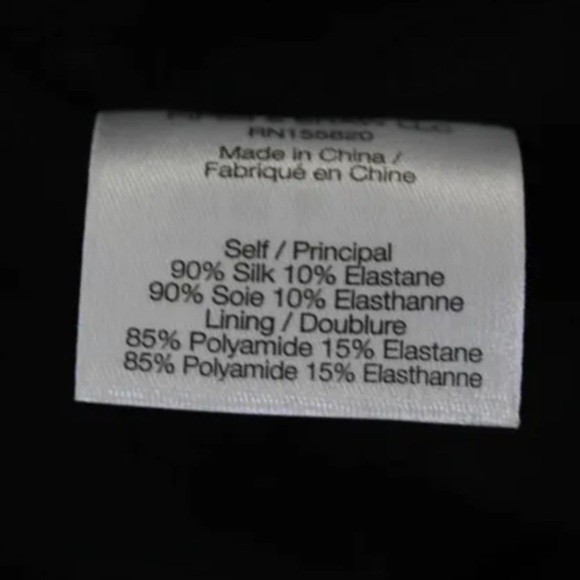 LLC
RN155820
Made in China /
Fabriqué en Chine
Self / Principal
90% Silk 10% Elastane
90% Soie 10% Elasthanne
Lining / Doublure
85% Polyamide 15% Elastane
85% Polyamide 15% Elasthanne